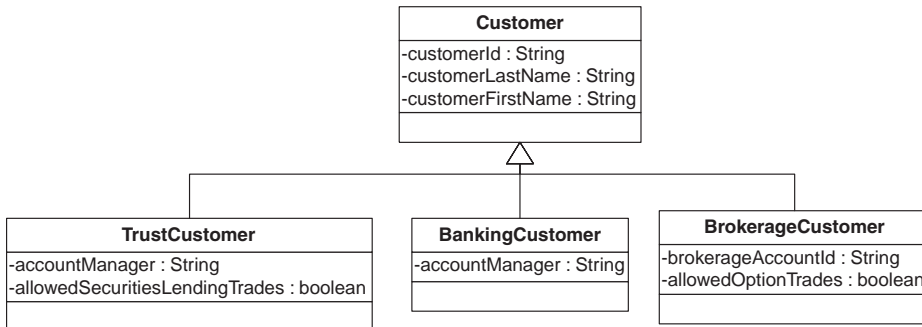 Customer
-customerId : String
-customerLastName : String
-customerFirstName : String
TrustCustomer
-accountManager : String
-allowedSecuritiesLendingTrades : boolean
BankingCustomer
-accountManager : String
BrokerageCustomer
-brokerageAccountId : String
-allowedOptionTrades : boolean